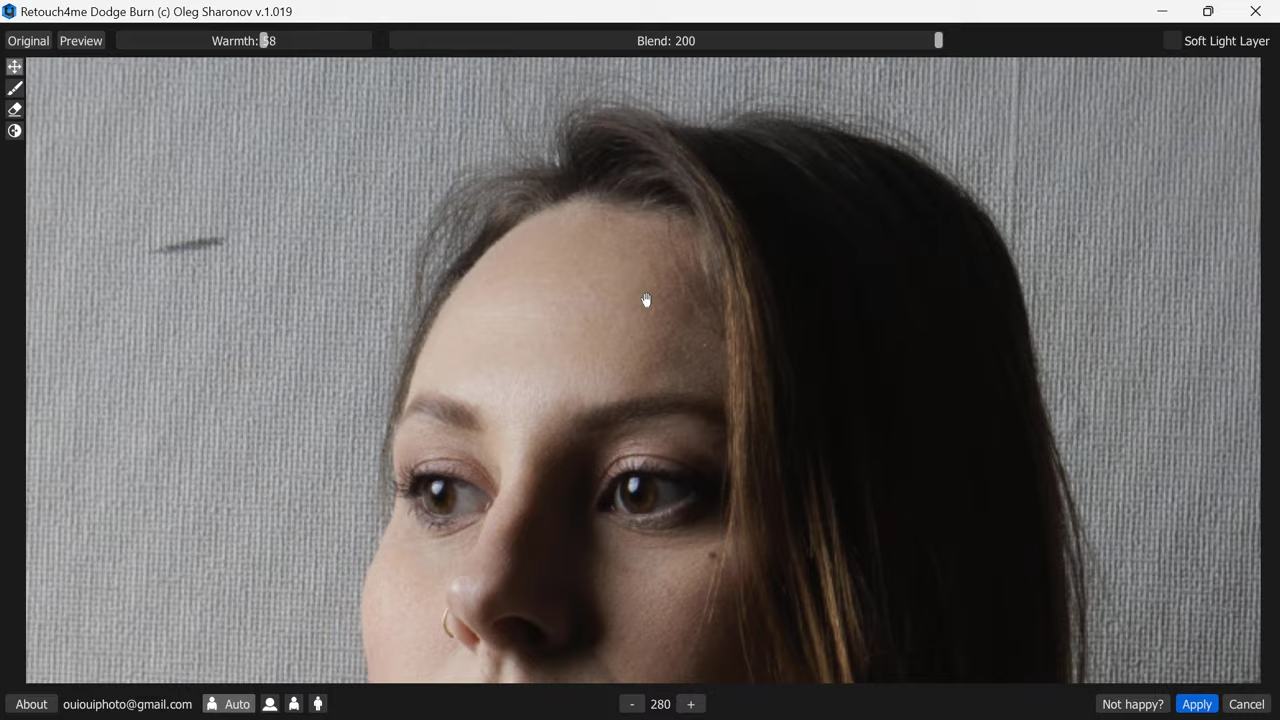 Retouch4me Dodge Burn (c) Oleg Sharonov v.1.019
Original Preview Warmth: 58 Blend: 200 Soft Light Layer
About ouiouiphoto@gmail.com Auto - 280 + Not happy? Apply Cancel